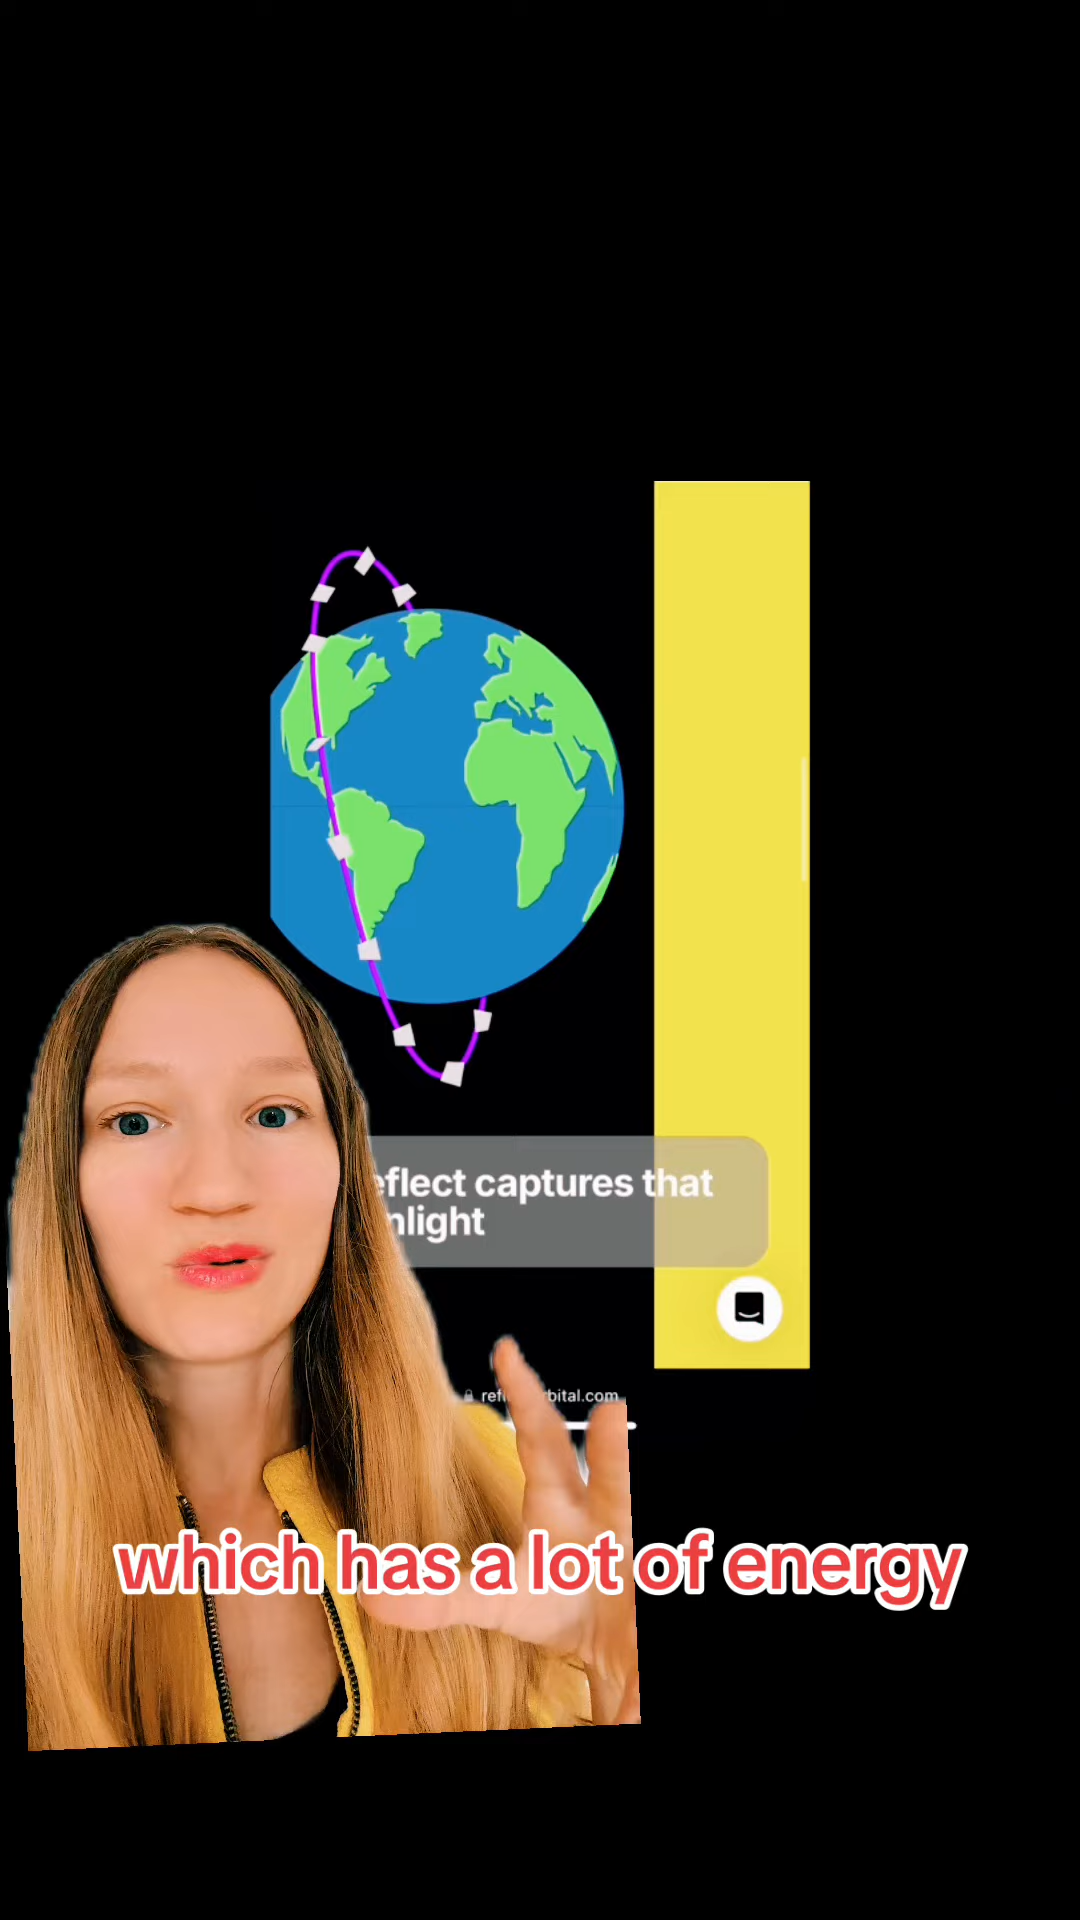 eflect captures that
nlight
which has a lot of energy